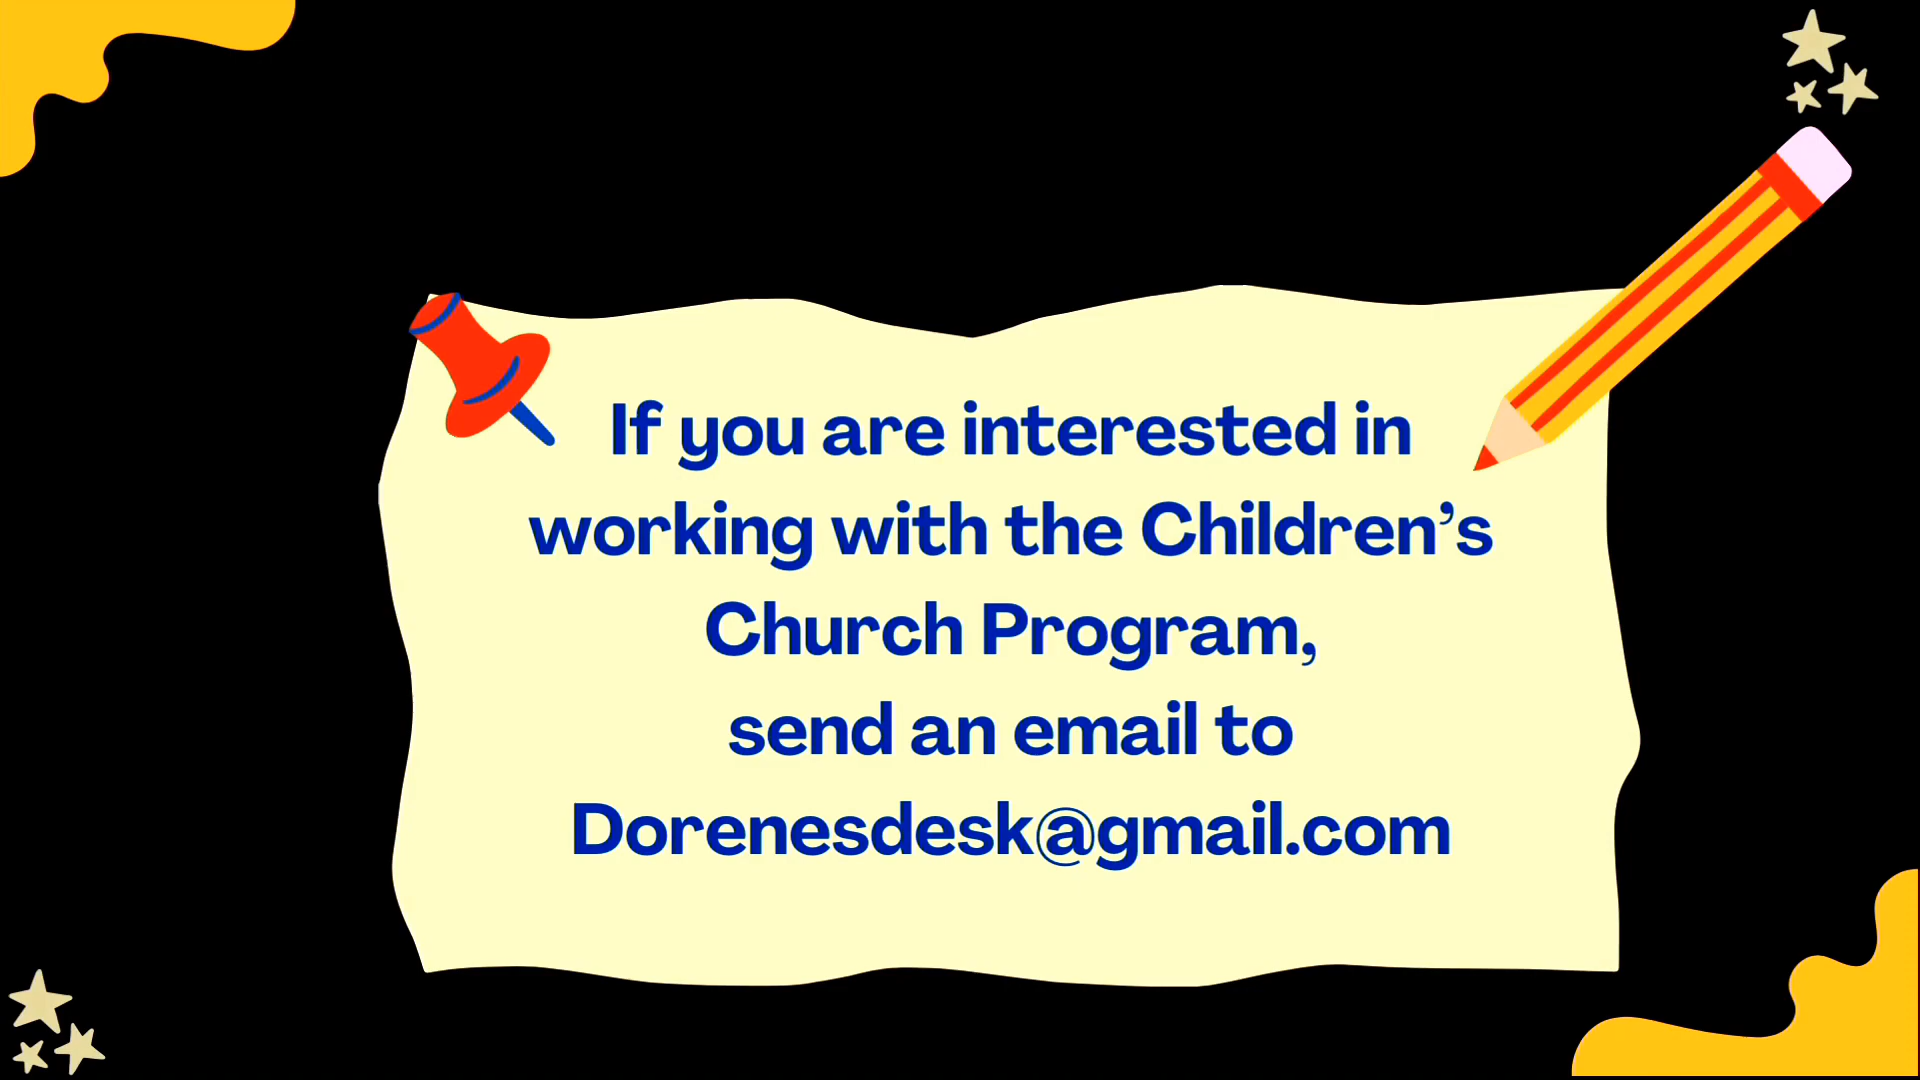 If you are interested in
working with the Children’s
Church Program,
send an email to
Dorenesdesk@gmail.com